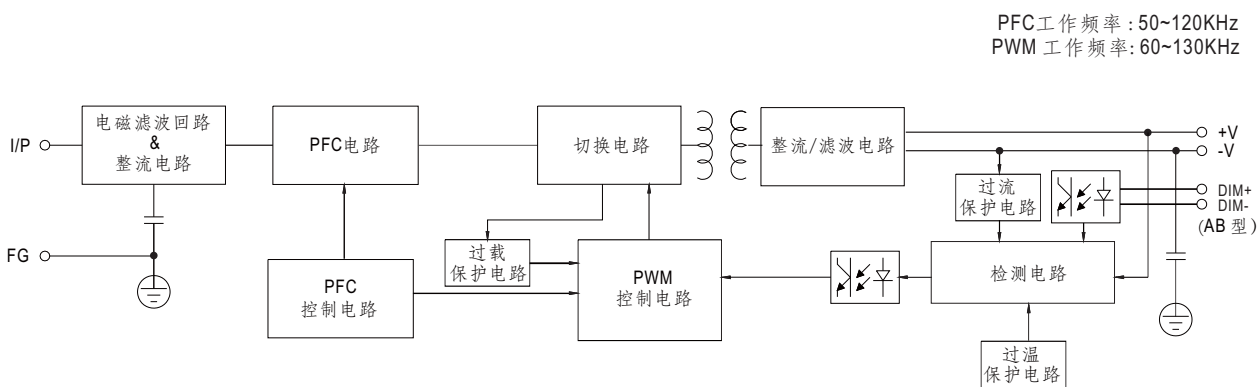 PFC工作频率:50~120KHz
PWM 工作频率:60~130KHz
I/P
电磁滤波回路
&
整流电路
PFC电路
切换电路
整流/滤波电路
+V
-V
DIM+
DIM-
(AB 型)
过流
保护电路
FG
过载
保护电路
PFC
控制电路
PWM
控制电路
检测电路
过温
保护电路